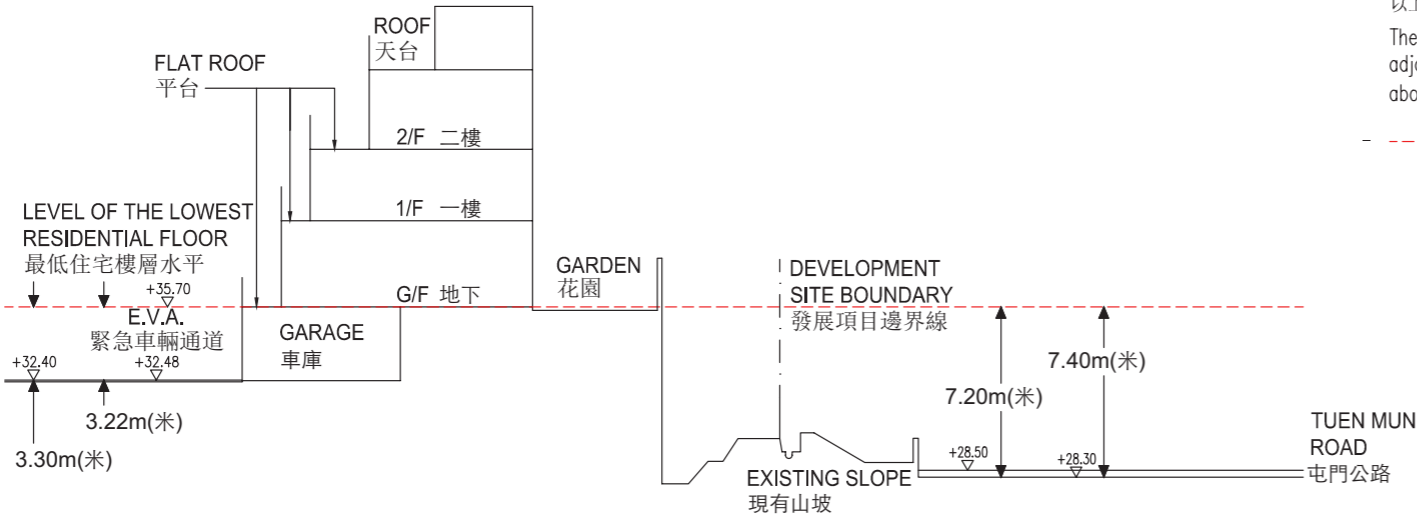 ROOF
天台
FLAT ROOF
平台
2/F 二樓
1/F 一樓
G/F 地下
LEVEL OF THE LOWEST
RESIDENTIAL FLOOR
最低住宅樓層水平
+35.70
E.V.A.
緊急車輛通道
+32.40
+32.48
3.22m(米)
3.30m(米)
GARAGE
車庫
GARDEN
花園
DEVELOPMENT
SITE BOUNDARY
發展項目邊界線
7.20m(米)
7.40m(米)
+28.50
+28.30
EXISTING SLOPE
現有山坡
TUEN MUN
ROAD
屯門公路
以上
The
adj
abo